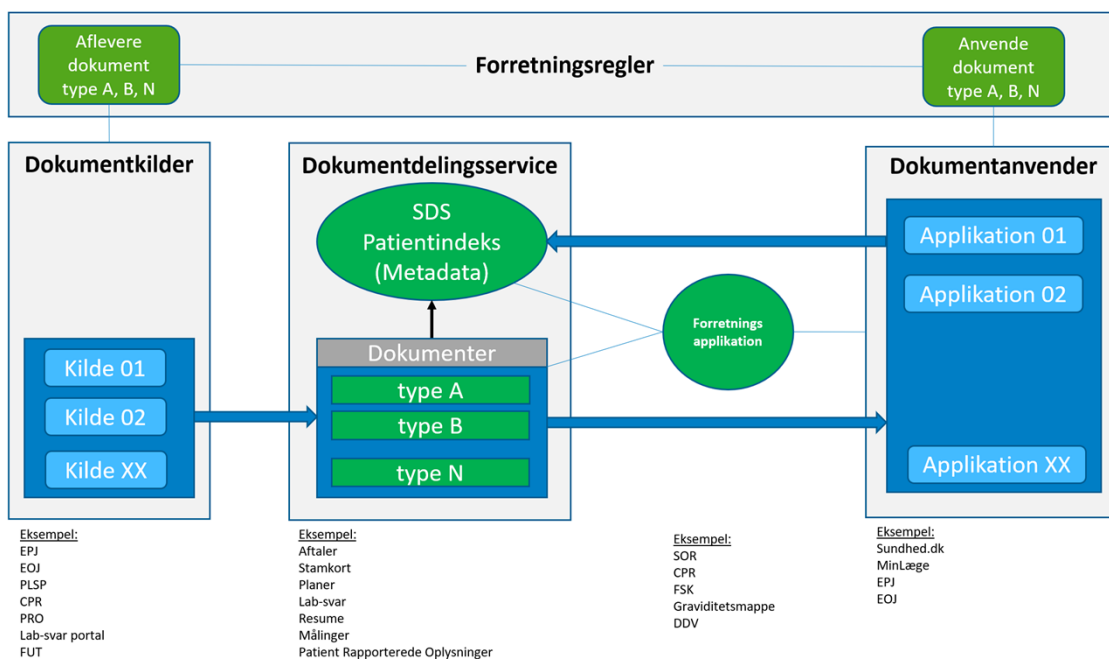 Aflevere
dokument
type A, B, N
Forretningsregler
Anvende
dokument
type A, B, N
Dokumentkilder
Kilde 01
Kilde 02
Kilde XX
Dokumentdelingsservice
SDS
Patientindeks
(Metadata)
Dokumenter
type A
type B
type N
Forretnings
applikation
Dokumentanvender
Applikation 01
Applikation 02
Applikation XX
Eksempel:
EPJ
EOJ
PLSP
CPR
PRO
Lab-svar portal
FUT
Eksempel:
Aftaler
Stamkort
Planer
Lab-svar
Resume
Målinger
Patient Rapporterede Oplysninger
Eksempel:
SOR
CPR
FSK
Graviditetsmappe
DDV
Eksempel:
Sundhed.dk
MinLæge
EPJ
EOJ